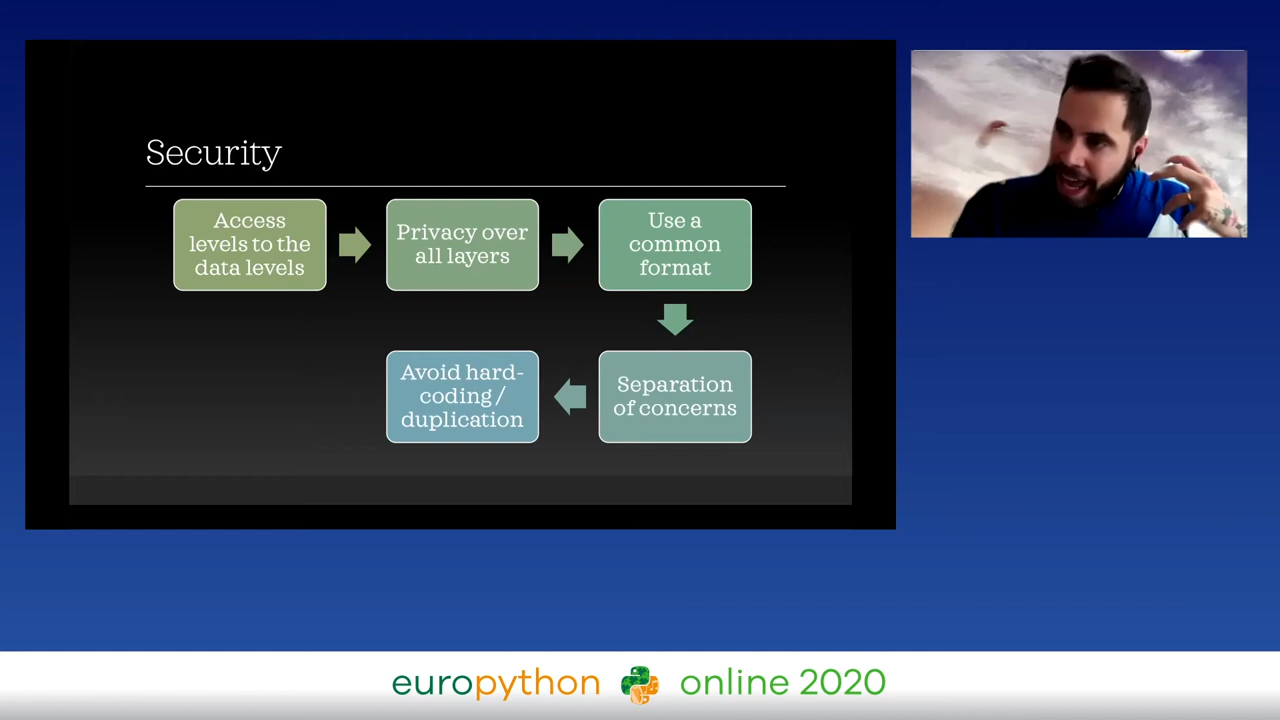 Security
Access
levels to the
data levels
Privacy over
all layers
Use a
common
format
Separation
of concerns
Avoid hard-
coding /
duplication
europython online 2020